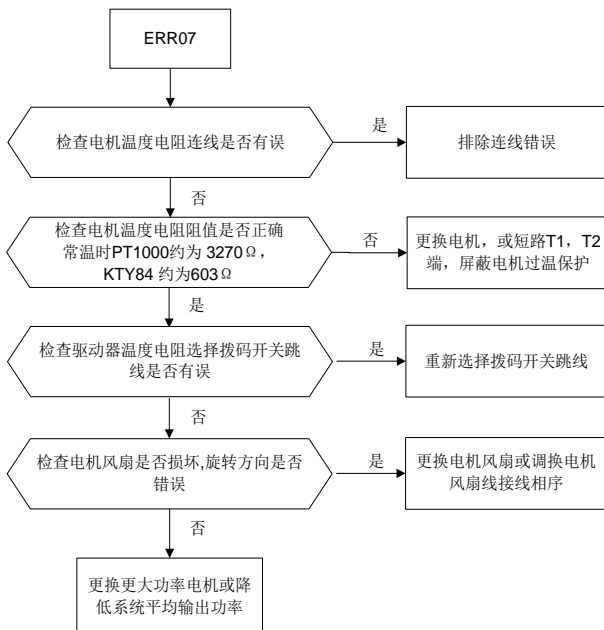 ERR07
检查电机温度电阻连线是否有误
是
排除连线错误
否
检查电机温度电阻阻值是否正确
常温时PT1000约为 3270Ω，
KTY84 约为603Ω
否
更换电机，或短路T1，T2
端，屏蔽电机过温保护
是
检查驱动器温度电阻选择拨码开关跳
线是否有误
是
重新选择拨码开关跳线
否
检查电机风扇是否损坏,旋转方向是否
错误
是
更换电机风扇或调换电机
风扇线接线相序
否
更换更大功率电机或降
低系统平均输出功率